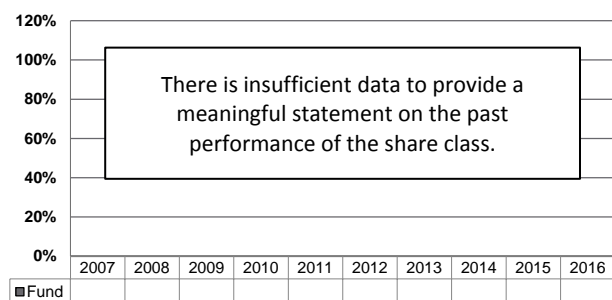 120%
100%
80%
60%
40%
20%
0%
There is insufficient data to provide a
meaningful statement on the past
performance of the share class.
2007 2008 2009 2010 2011 2012 2013 2014 2015 2016
Fund